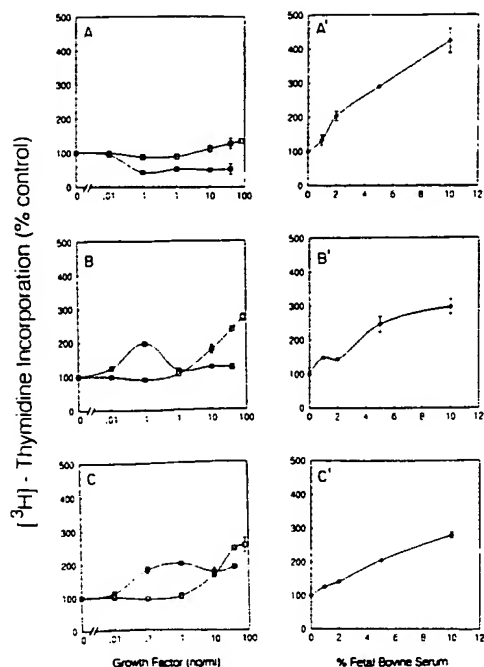 [³H] - Thymidine Incorporation (% control)
A
500
400
300
200
100
0
0 .01 .1 1 10 100
A'
500
400
300
200
100
0
0 2 4 6 8 10 12
B
500
400
300
200
100
0
0 .01 .1 1 10 100
B'
500
400
300
200
100
0
0 2 4 6 8 10 12
C
500
400
300
200
100
0
0 .01 .1 1 10 100
C'
500
400
300
200
100
0
0 2 4 6 8 10 12
Growth Factor (ng/ml)
% Fetal Bovine Serum